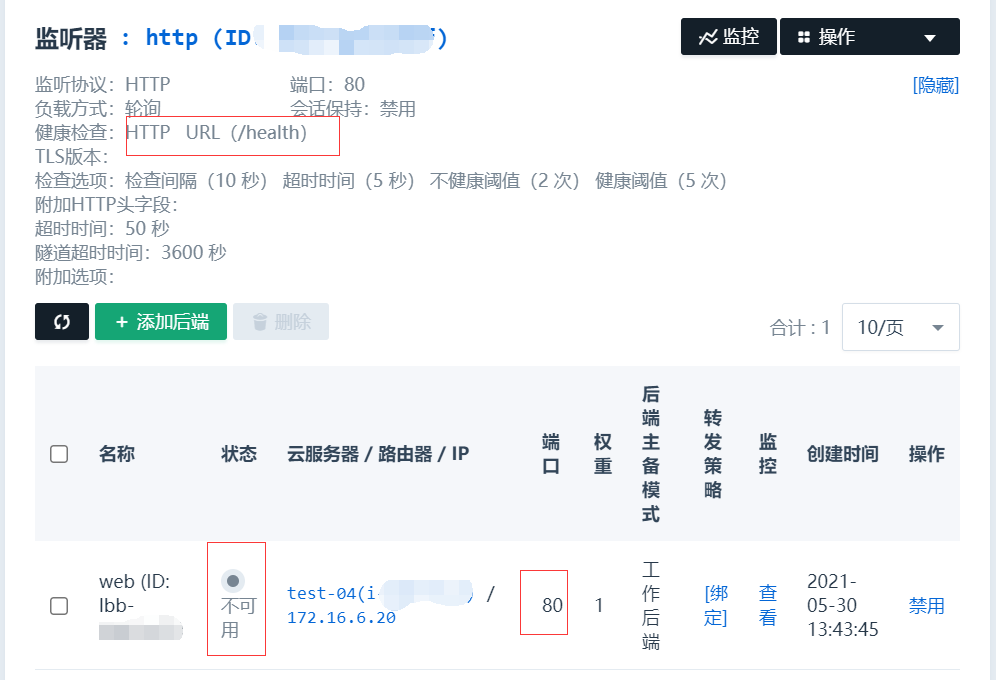 监听器 : http (ID )
监控
操作
监听协议: HTTP 端口: 80
[隐藏]
负载方式: 轮询 会话保持: 禁用
健康检查: HTTP URL (/health)
TLS版本:
检查选项: 检查间隔 (10 秒) 超时时间 (5 秒) 不健康阈值 (2 次) 健康阈值 (5 次)
附加HTTP头字段:
超时时间: 50 秒
隧道超时时间: 3600 秒
附加选项:
+ 添加后端
删除
合计 : 1
10/页
名称
状态
云服务器 / 路由器 / IP
端口
权重
后端主备模式
转发策略
监控
创建时间
操作
web (ID:
lbb-
不可
用
test-04(i- ) /
172.16.6.20
80
1
工作后端
[绑
定]
查看
2021-
05-30
13:43:45
禁用